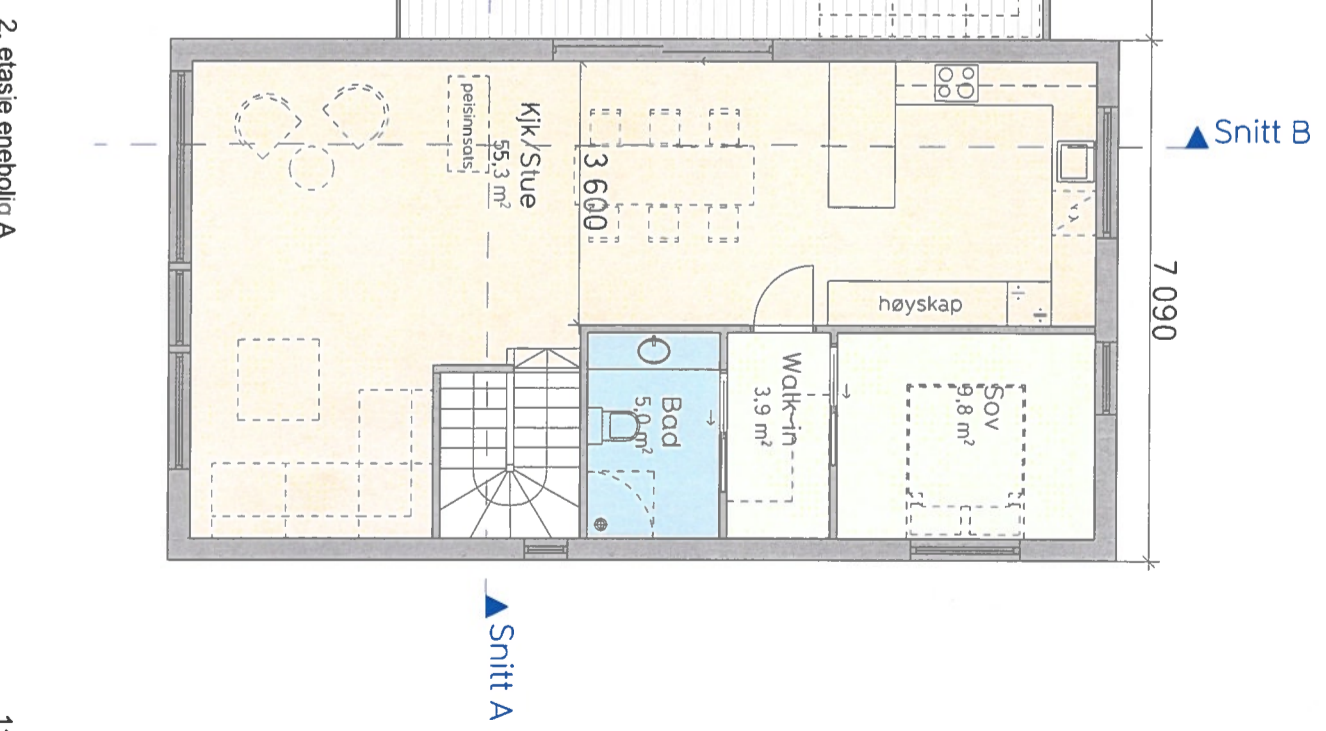 Snitt B
Kjk/Stue
55,3 m²
peisinnsats
3 600
7 090
høyskap
Walk-in
3,9 m²
Sov
9,8 m²
Bad
5,0 m²
Snitt A
2. etasje enebolig A